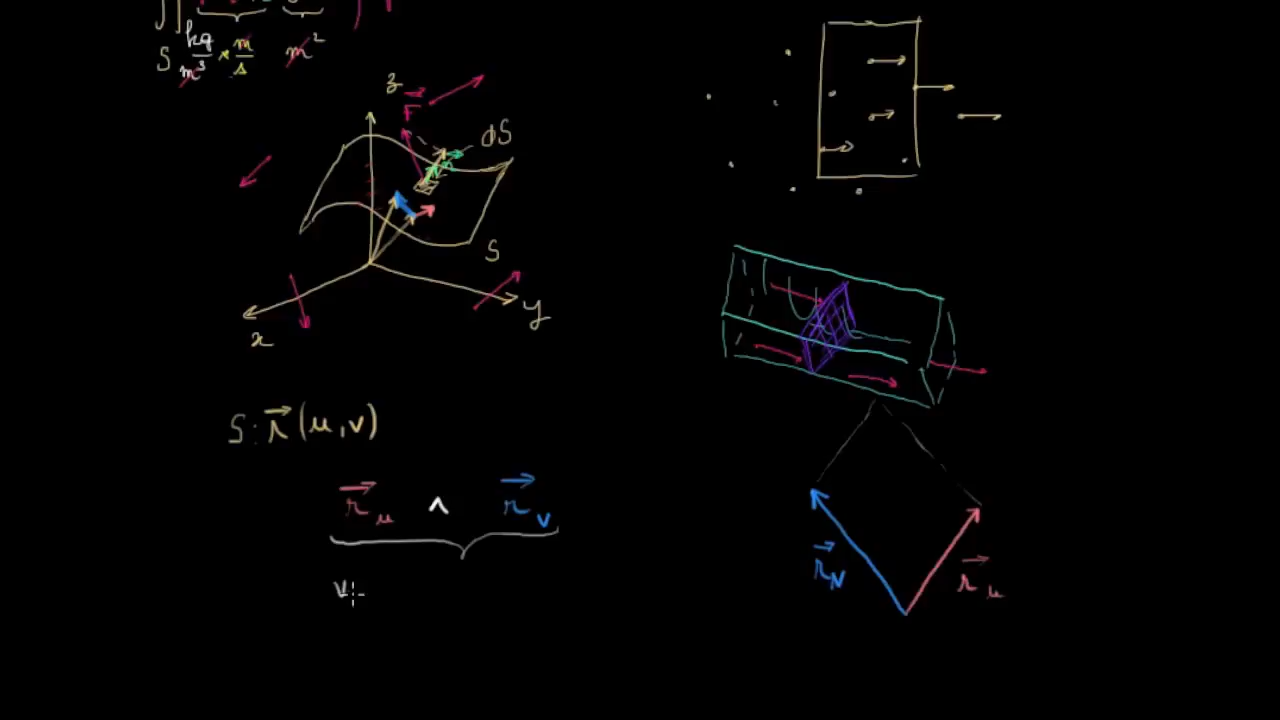 ∬
S kg/m³ × m/s m²
z
F⃗
dS
n
S
x
y
S: r⃗(u,v)
r⃗ᵤ ∧ r⃗ᵥ
v
r⃗ᵥ
r⃗ᵤ